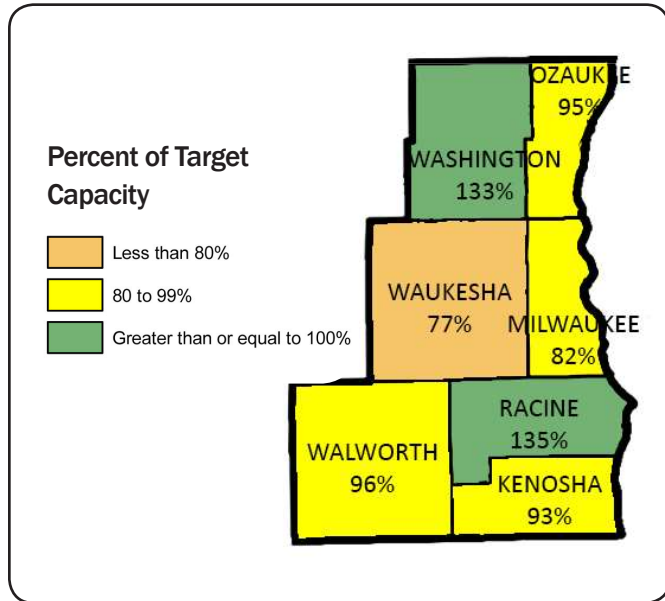 Percent of Target
Capacity
Less than 80%
80 to 99%
Greater than or equal to 100%
OZAUKEE
95%
WASHINGTON
133%
WAUKESHA
77%
MILWAUKEE
82%
RACINE
135%
WALWORTH
96%
KENOSHA
93%